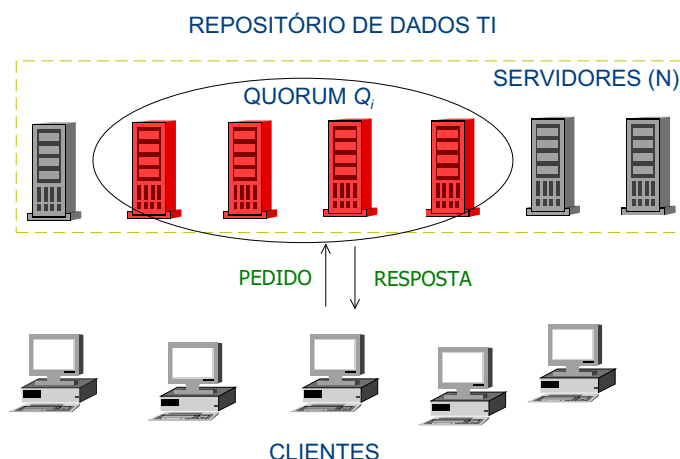 REPOSITÓRIO DE DADOS TI
SERVIDORES (N)
QUORUM Qi
PEDIDO
RESPOSTA
CLIENTES